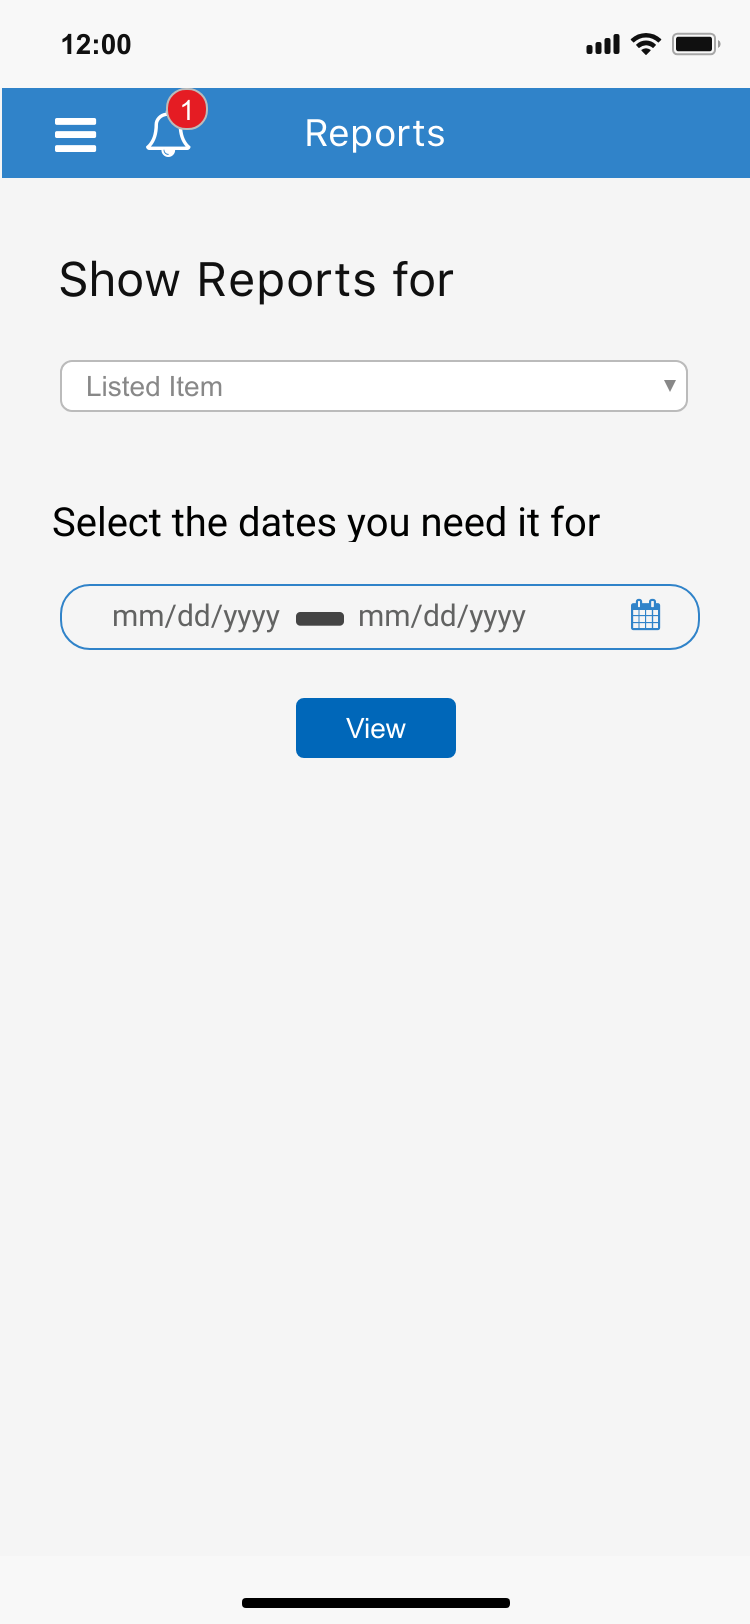 12:00
1
Reports
Show Reports for
Listed Item
Select the dates you need it for
mm/dd/yyyy mm/dd/yyyy
View